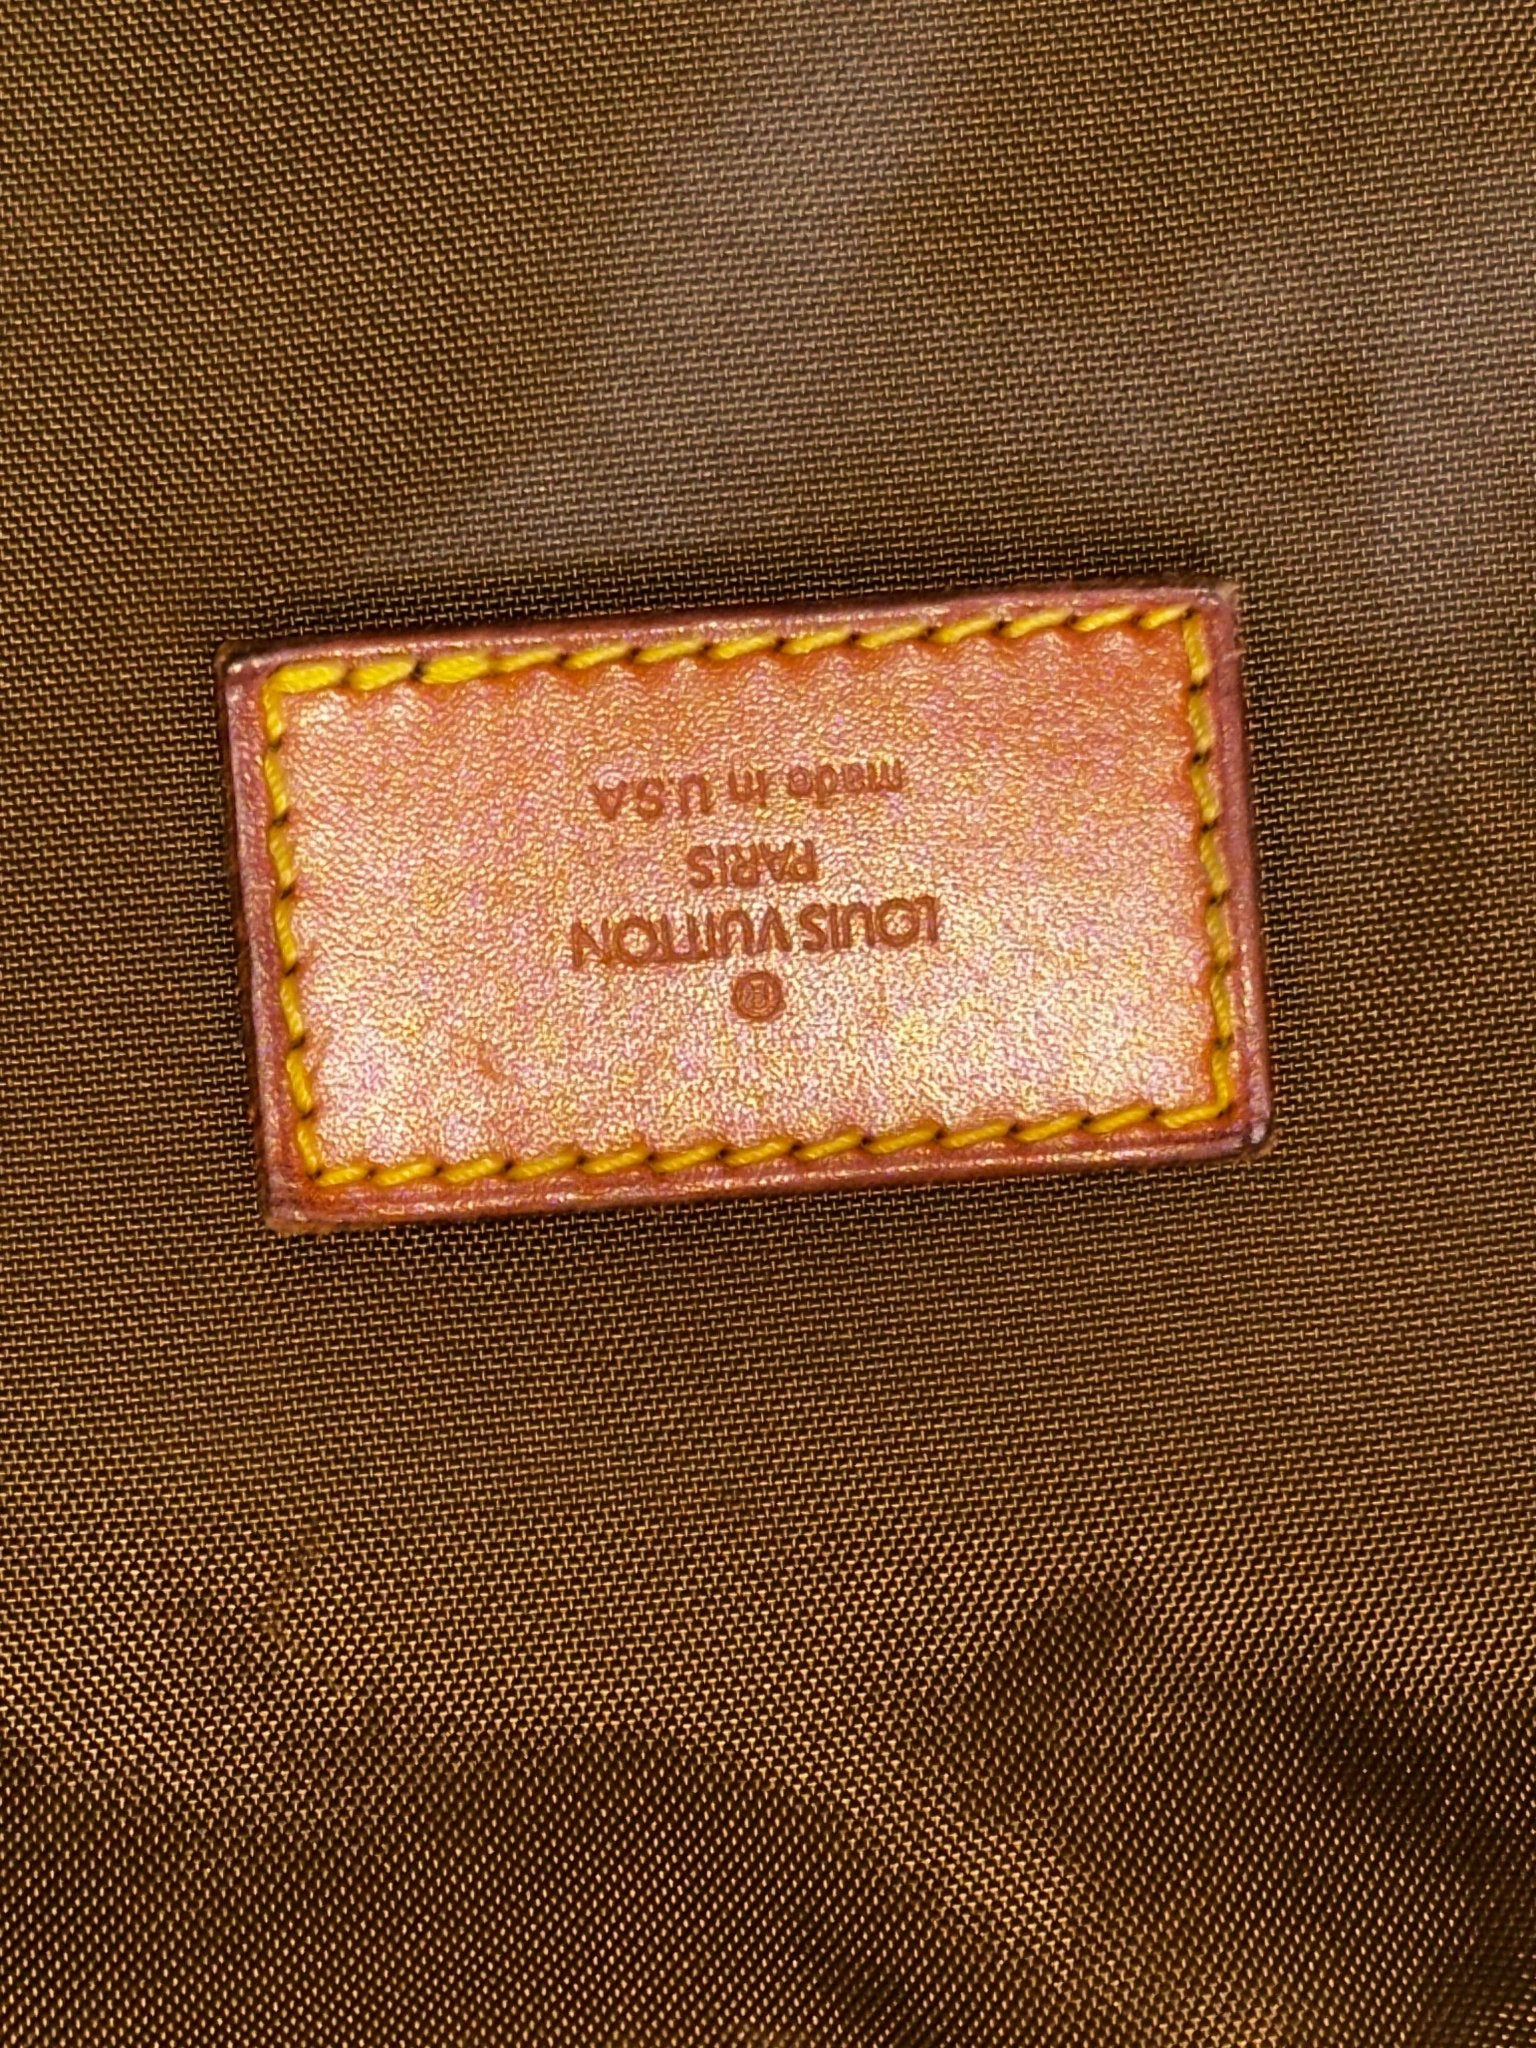 ®
LOUIS VUITTON
PARIS
made in U.S.A